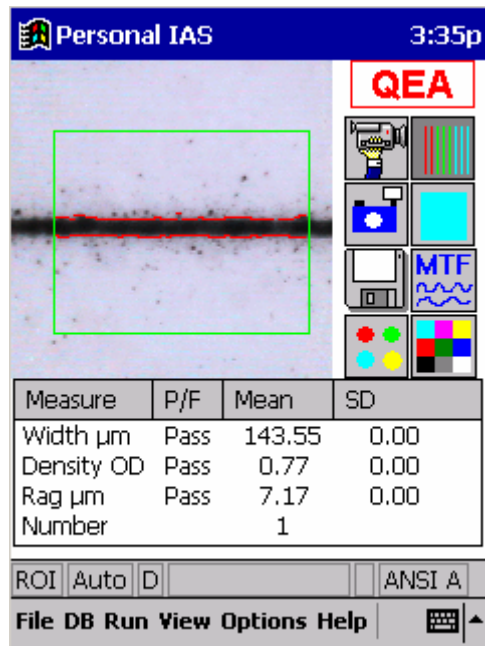 Personal IAS 3:35p
QEA
MTF
Measure P/F Mean SD
Width µm Pass 143.55 0.00
Density OD Pass 0.77 0.00
Rag µm Pass 7.17 0.00
Number 1
ROI Auto D ANSI A
File DB Run View Options Help